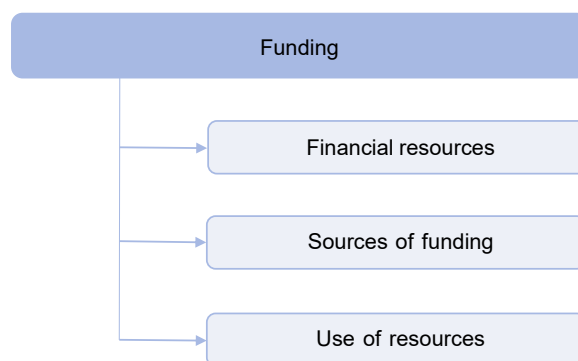 Funding
Financial resources
Sources of funding
Use of resources